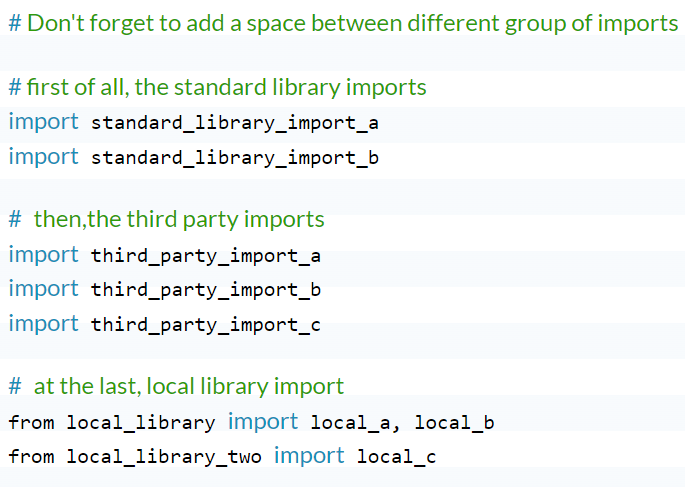 # Don't forget to add a space between different group of imports
# first of all, the standard library imports
import standard_library_import_a
import standard_library_import_b
# then,the third party imports
import third_party_import_a
import third_party_import_b
import third_party_import_c
# at the last, local library import
from local_library import local_a, local_b
from local_library_two import local_c